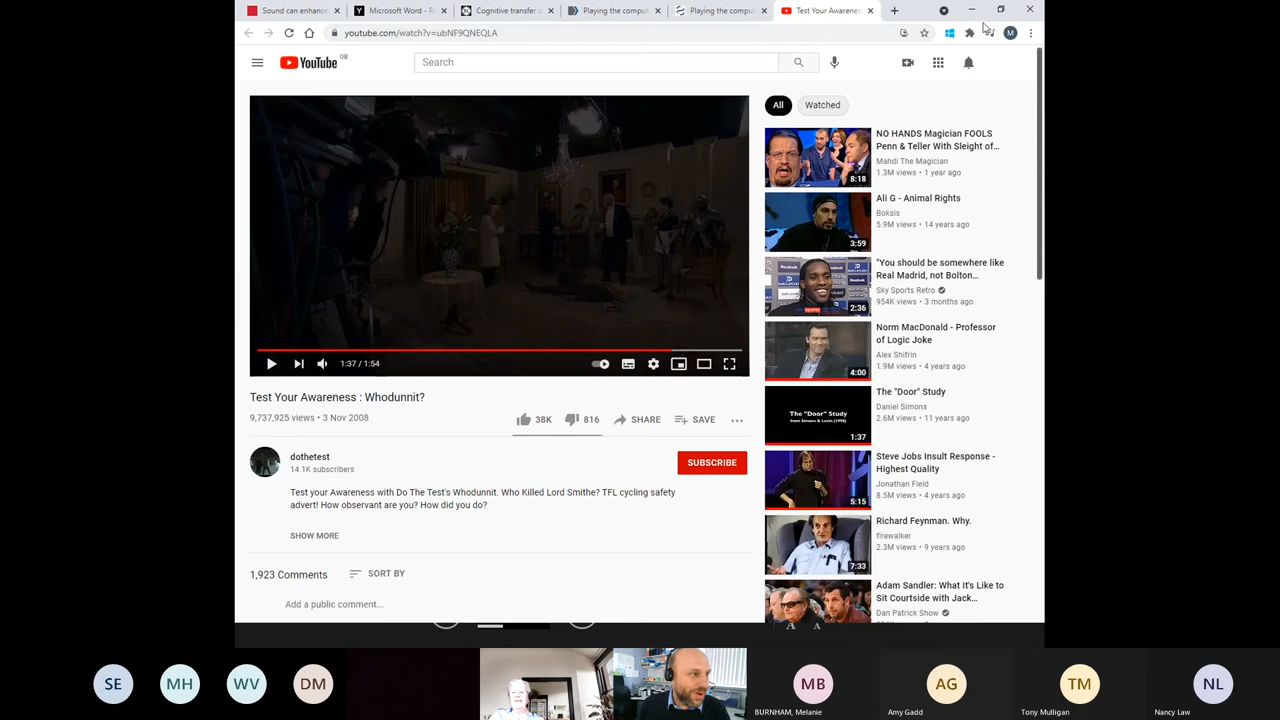 Sound can enhance
Microsoft Word - R
Cognitive transfer o
Playing the comput
Playing the compu
Test Your Awarenes
youtube.com/watch?v=ubNF9QNEQLA
M
YouTube GB
Search
All
Watched
NO HANDS Magician FOOLS
Penn & Teller With Sleight of…
Mahdi The Magician
1.3M views • 1 year ago
8:18
Ali G - Animal Rights
Boksis
5.9M views • 14 years ago
3:59
"You should be somewhere like
Real Madrid, not Bolton…
Sky Sports Retro
954K views • 3 months ago
2:36
Norm MacDonald - Professor
of Logic Joke
Alex Shifrin
1.9M views • 4 years ago
4:00
The "Door" Study
Daniel Simons
2.6M views • 11 years ago
The "Door" Study
from Simons & Levin (1998)
1:37
Steve Jobs Insult Response -
Highest Quality
Jonathan Field
8.5M views • 4 years ago
5:15
Richard Feynman. Why.
firewalker
2.3M views • 9 years ago
7:33
Adam Sandler: What It's Like to
Sit Courtside with Jack…
Dan Patrick Show
1:37 / 1:54
Test Your Awareness : Whodunnit?
9,737,925 views • 3 Nov 2008
38K
816
SHARE
SAVE
dothetest
14.1K subscribers
SUBSCRIBE
Test your Awareness with Do The Test's Whodunnit. Who Killed Lord Smithe? TFL cycling safety
advert! How observant are you? How did you do?
SHOW MORE
1,923 Comments
SORT BY
Add a public comment...
A A
SE
MH
WV
DM
MB
BURNHAM, Melanie
AG
Amy Gadd
TM
Tony Mulligan
NL
Nancy Law